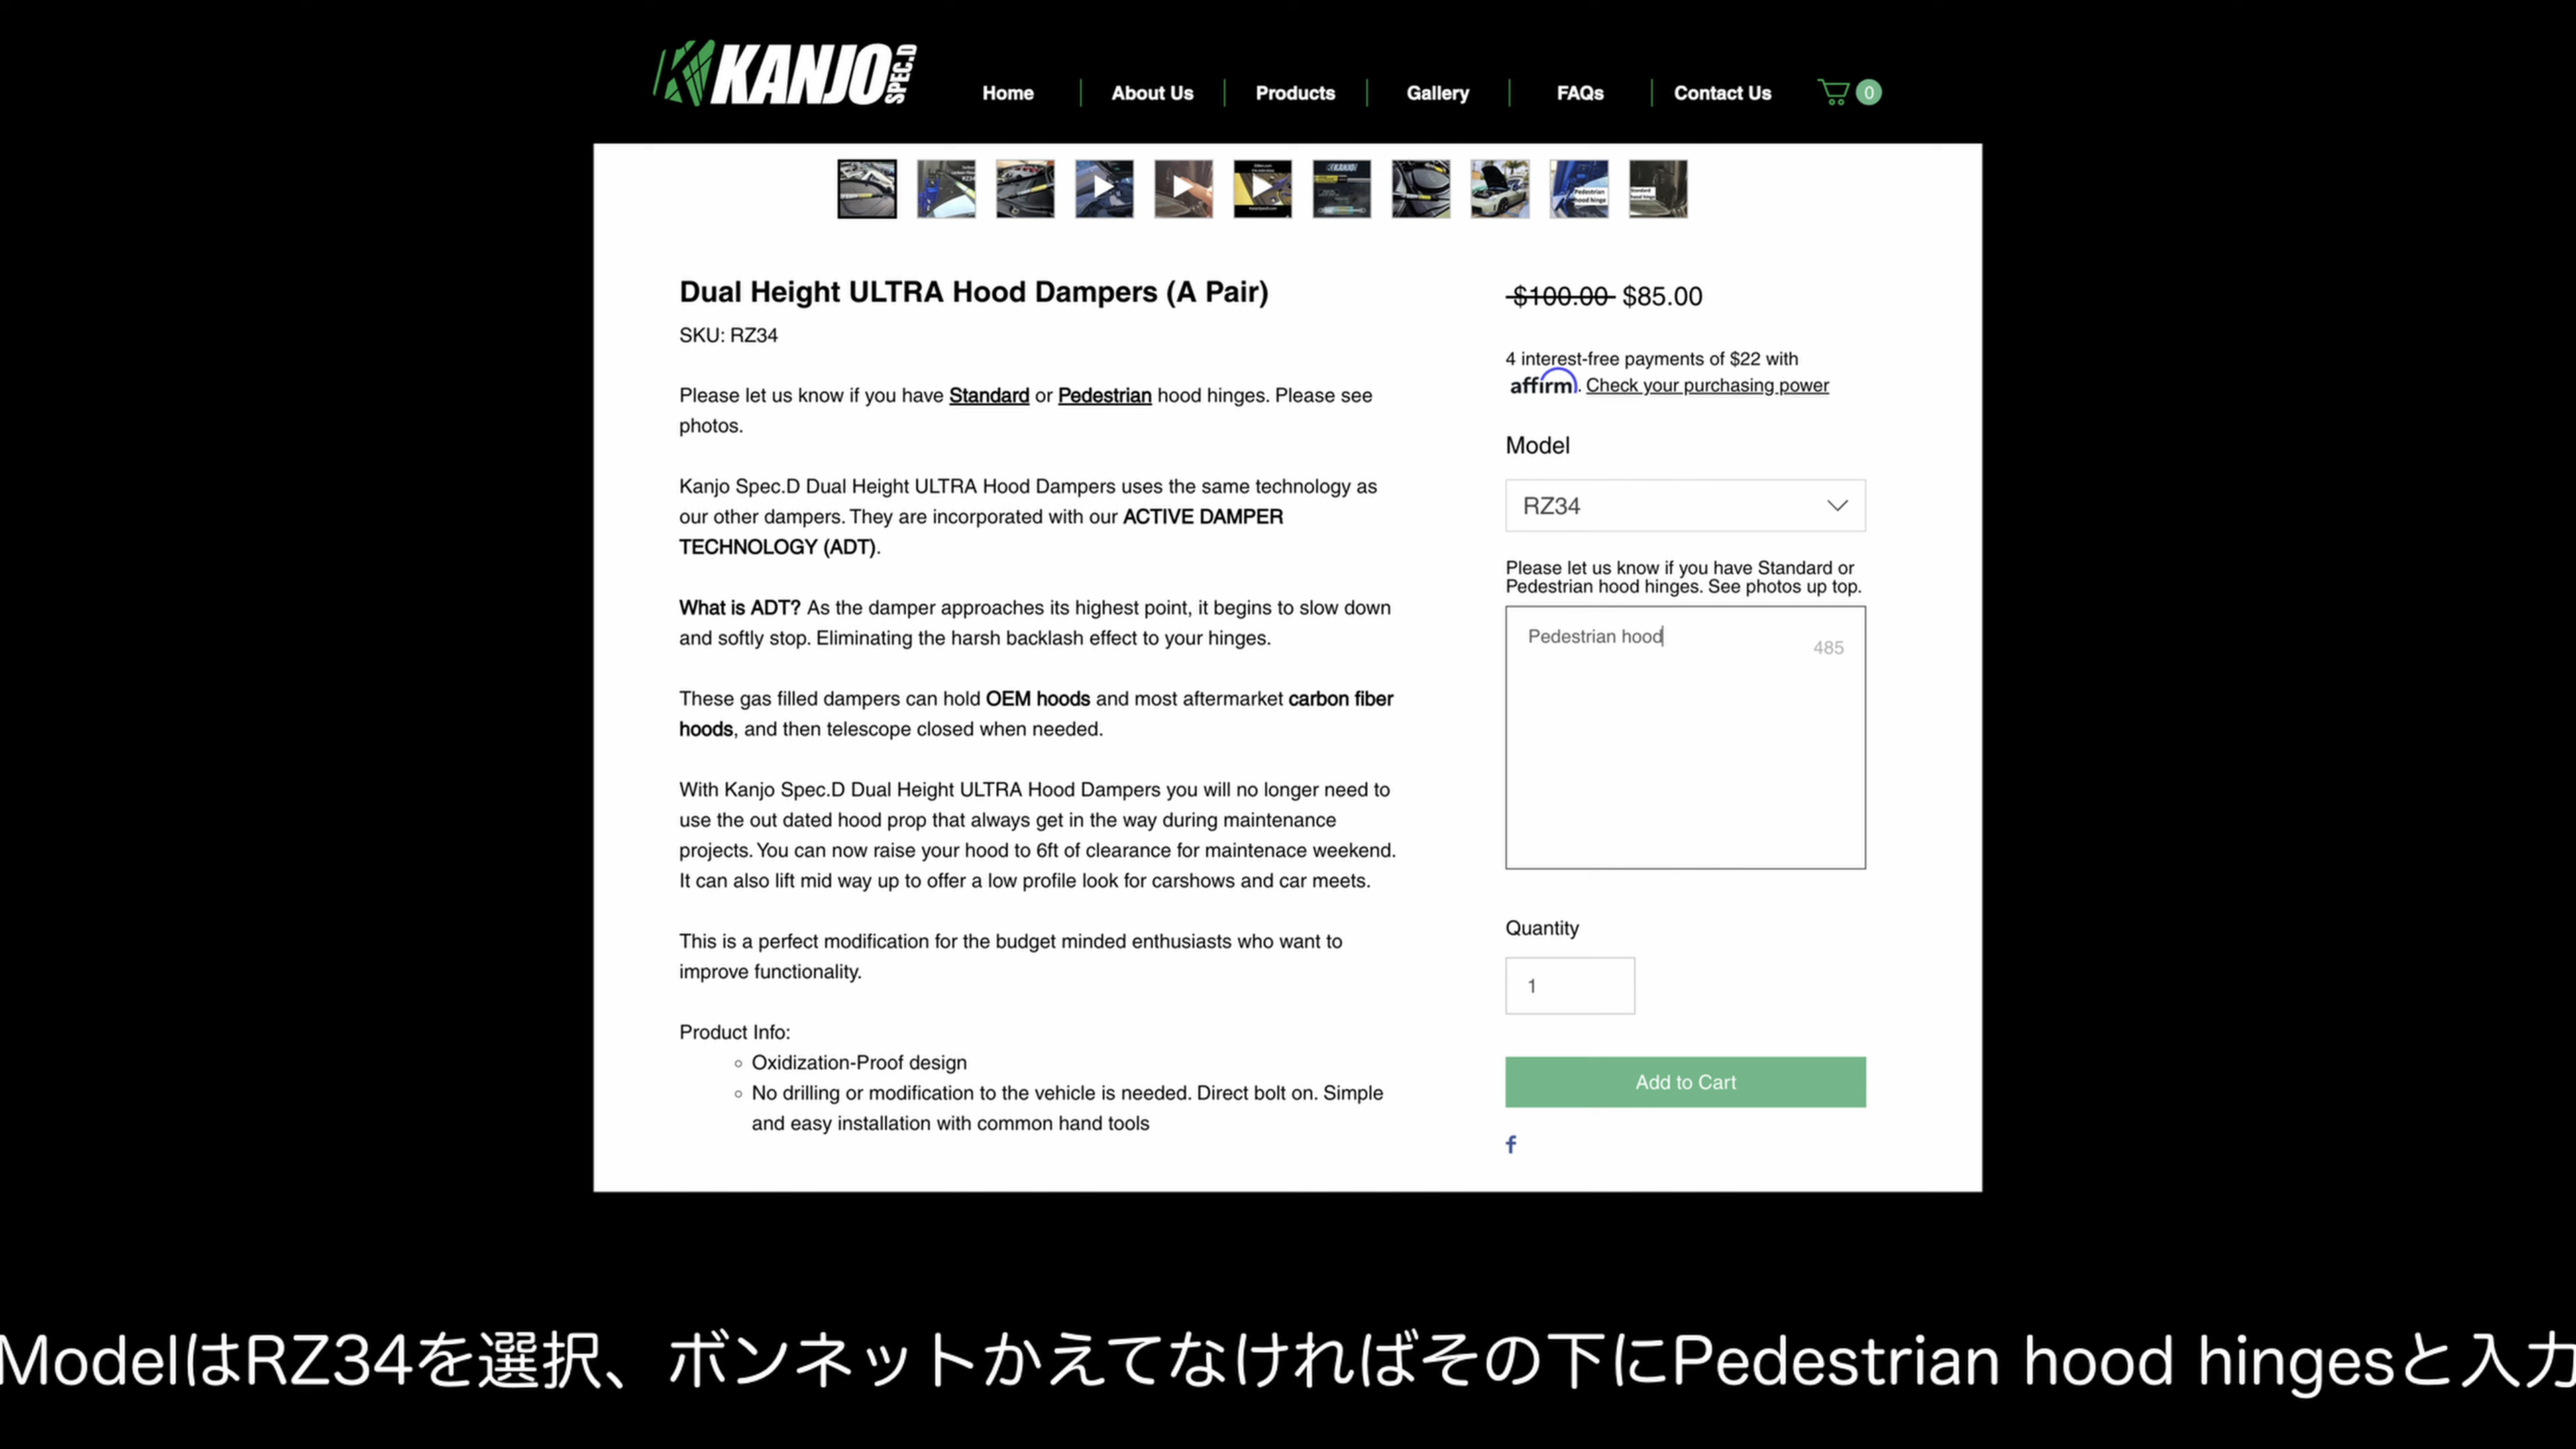 KANJO SPEC.D
Home
About Us
Products
Gallery
FAQs
Contact Us
0
Pedestrian
hood hinge
Dual Height ULTRA Hood Dampers (A Pair)
SKU: RZ34
Please let us know if you have Standard or Pedestrian hood hinges. Please see
photos.
Kanjo Spec.D Dual Height ULTRA Hood Dampers uses the same technology as
our other dampers. They are incorporated with our ACTIVE DAMPER
TECHNOLOGY (ADT).
What is ADT? As the damper approaches its highest point, it begins to slow down
and softly stop. Eliminating the harsh backlash effect to your hinges.
These gas filled dampers can hold OEM hoods and most aftermarket carbon fiber
hoods, and then telescope closed when needed.
With Kanjo Spec.D Dual Height ULTRA Hood Dampers you will no longer need to
use the out dated hood prop that always get in the way during maintenance
projects. You can now raise your hood to 6ft of clearance for maintenace weekend.
It can also lift mid way up to offer a low profile look for carshows and car meets.
This is a perfect modification for the budget minded enthusiasts who want to
improve functionality.
Product Info:
Oxidization-Proof design
No drilling or modification to the vehicle is needed. Direct bolt on. Simple
and easy installation with common hand tools
$100.00 $85.00
4 interest-free payments of $22 with
affirm. Check your purchasing power
Model
RZ34
Please let us know if you have Standard or
Pedestrian hood hinges. See photos up top.
Pedestrian hood
485
Quantity
1
Add to Cart
f
ModelはRZ34を選択、ボンネットかえてなければその下にPedestrian hood hingesと入力